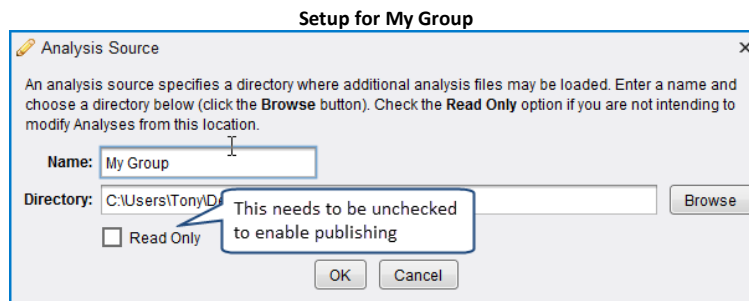 Setup for My Group
Analysis Source
An analysis source specifies a directory where additional analysis files may be loaded. Enter a name and
choose a directory below (click the Browse button). Check the Read Only option if you are not intending to
modify Analyses from this location.
Name: My Group
Directory: C:\Users\Tony\De Browse
This needs to be unchecked
to enable publishing
Read Only
OK Cancel